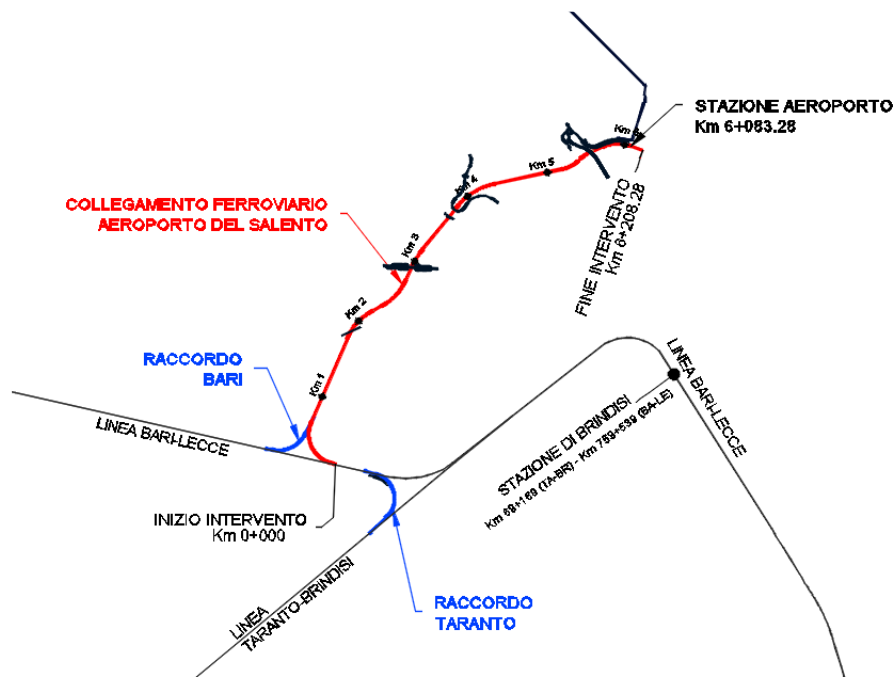 STAZIONE AEROPORTO
Km 6+083.28
Km 5
Km 4
COLLEGAMENTO FERROVIARIO
AEROPORTO DEL SALENTO
Km 3
FINE INTERVENTO
Km 6+208.28
Km 2
RACCORDO
BARI
Km 1
LINEA BARI-LECCE
LINEA BARI-LECCE
STAZIONE DI BRINDISI
Km 69+169 (TA-BR) - Km 759+539 (BA-LE)
INIZIO INTERVENTO
Km 0+000
RACCORDO
TARANTO
LINEA
TARANTO-BRINDISI